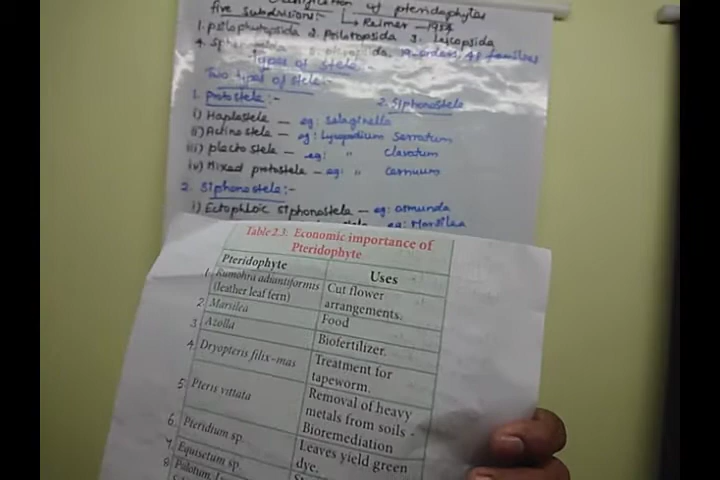 Classification of pteridophytes
five subdivisions:- Reimer - 1954
1. psilophytopsida 2. Psilotopsida 3. Lycopsida
4. 19 orders, 48 families
Types of stele:-
Two types of stele:-
1. Protostele:- 2. Siphonostele
i) Haplostele - eg: Selaginella
ii) Actinostele - eg: Lycopodium Serratum
iii) plectostele - eg: " Clavatum
iv) Mixed protostele - eg: " Cernuum
2. Siphonostele:-
i) Ectophloic siphonostele - eg: osmunda
eg: Marsilea
Table 2.3: Economic importance of
Pteridophyte
Pteridophyte Uses
1. Rumohra adiantiformis Cut flower
(leather leaf fern) arrangements.
2. Marsilea Food
3. Azolla Biofertilizer.
4. Dryopteris filix-mas Treatment for
tapeworm.
5. Pteris vittata Removal of heavy
metals from soils -
Bioremediation
6. Pteridium sp. Leaves yield green
dye.
7. Equisetum sp.
8